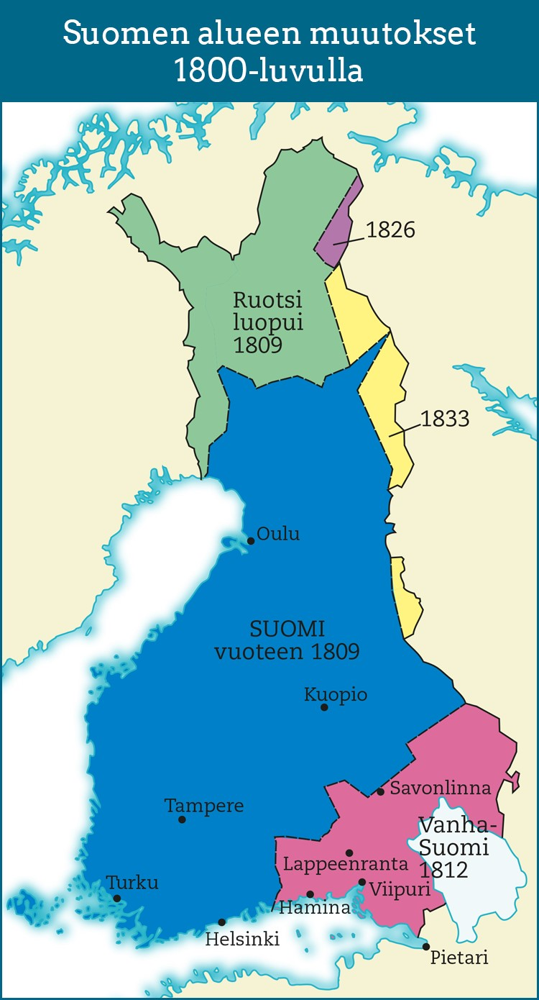 Suomen alueen muutokset
1800-luvulla
1826
Ruotsi
luopui
1809
1833
Oulu
SUOMI
vuoteen 1809
Kuopio
Savonlinna
Tampere
Vanha-
Suomi
1812
Lappeenranta
Turku
Viipuri
Hamina
Helsinki
Pietari